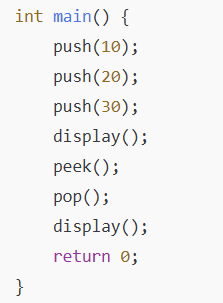 int main() {
    push(10);
    push(20);
    push(30);
    display();
    peek();
    pop();
    display();
    return 0;
}